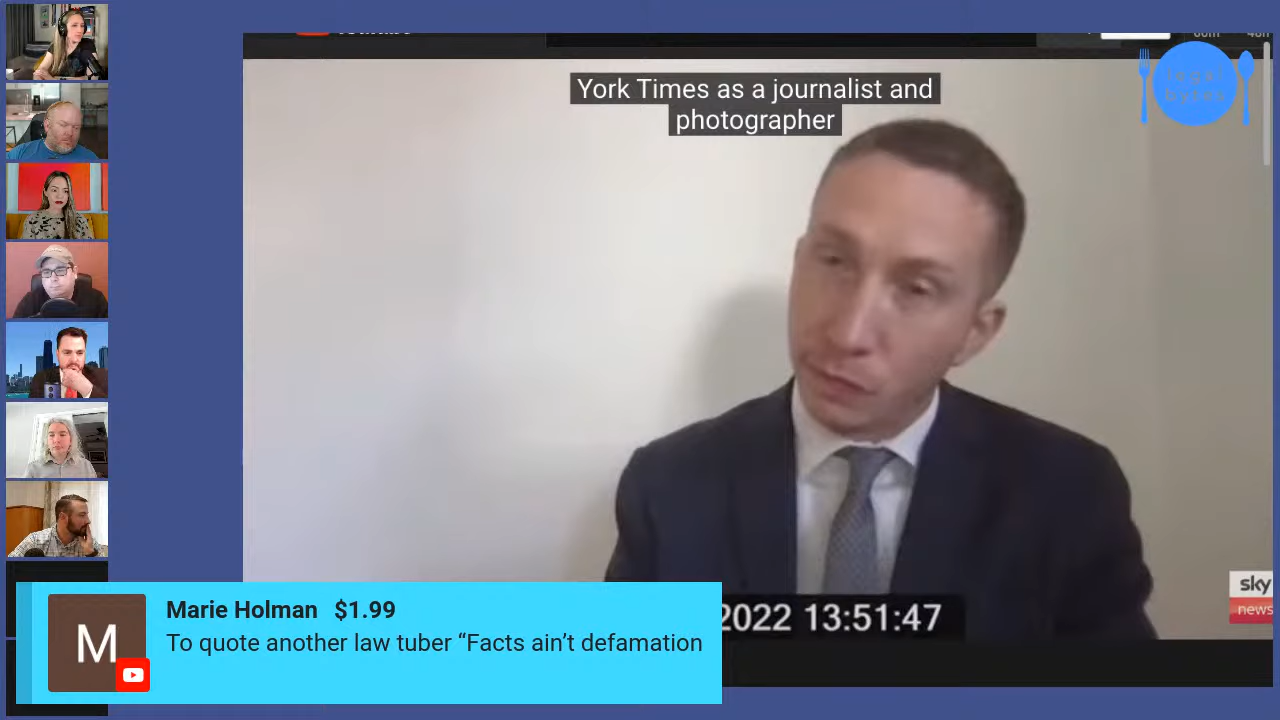 York Times as a journalist and
photographer
legal
bytes
sky
news
2022 13:51:47
M
Marie Holman $1.99
To quote another law tuber “Facts ain’t defamation